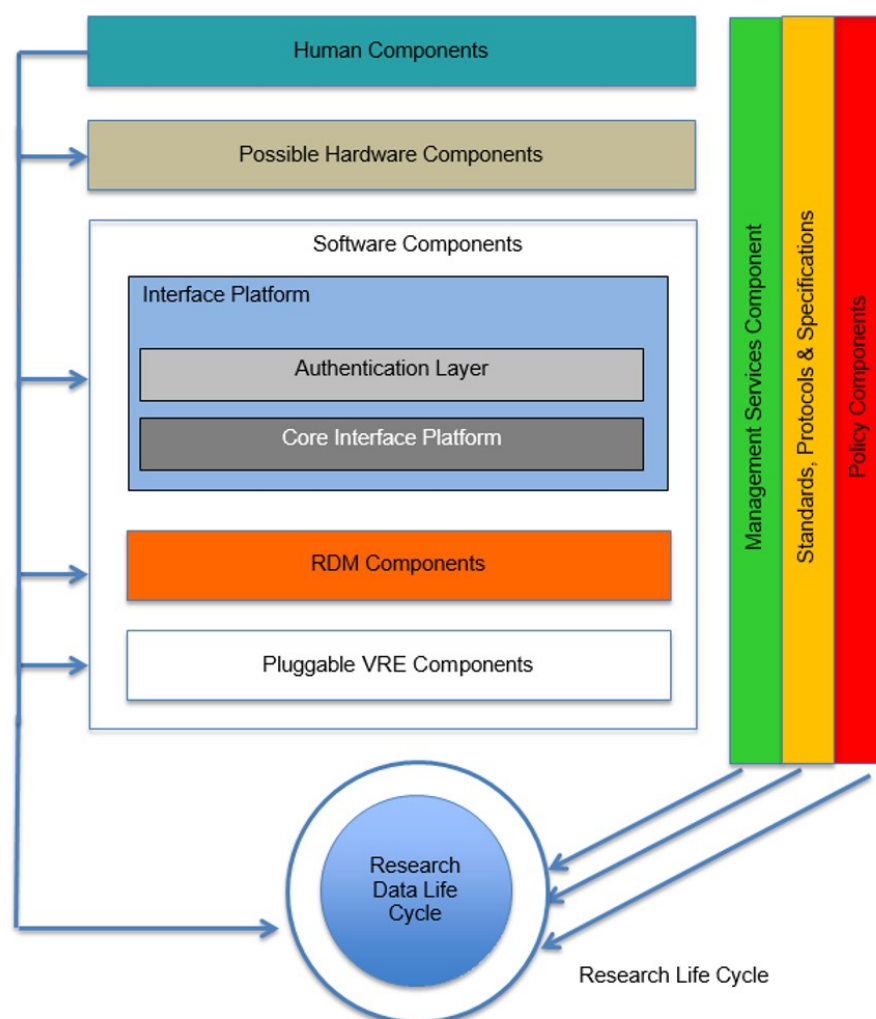 Human Components
Possible Hardware Components
Software Components
Interface Platform
Authentication Layer
Core Interface Platform
RDM Components
Pluggable VRE Components
Management Services Component
Standards, Protocols & Specifications
Policy Components
Research
Data Life
Cycle
Research Life Cycle